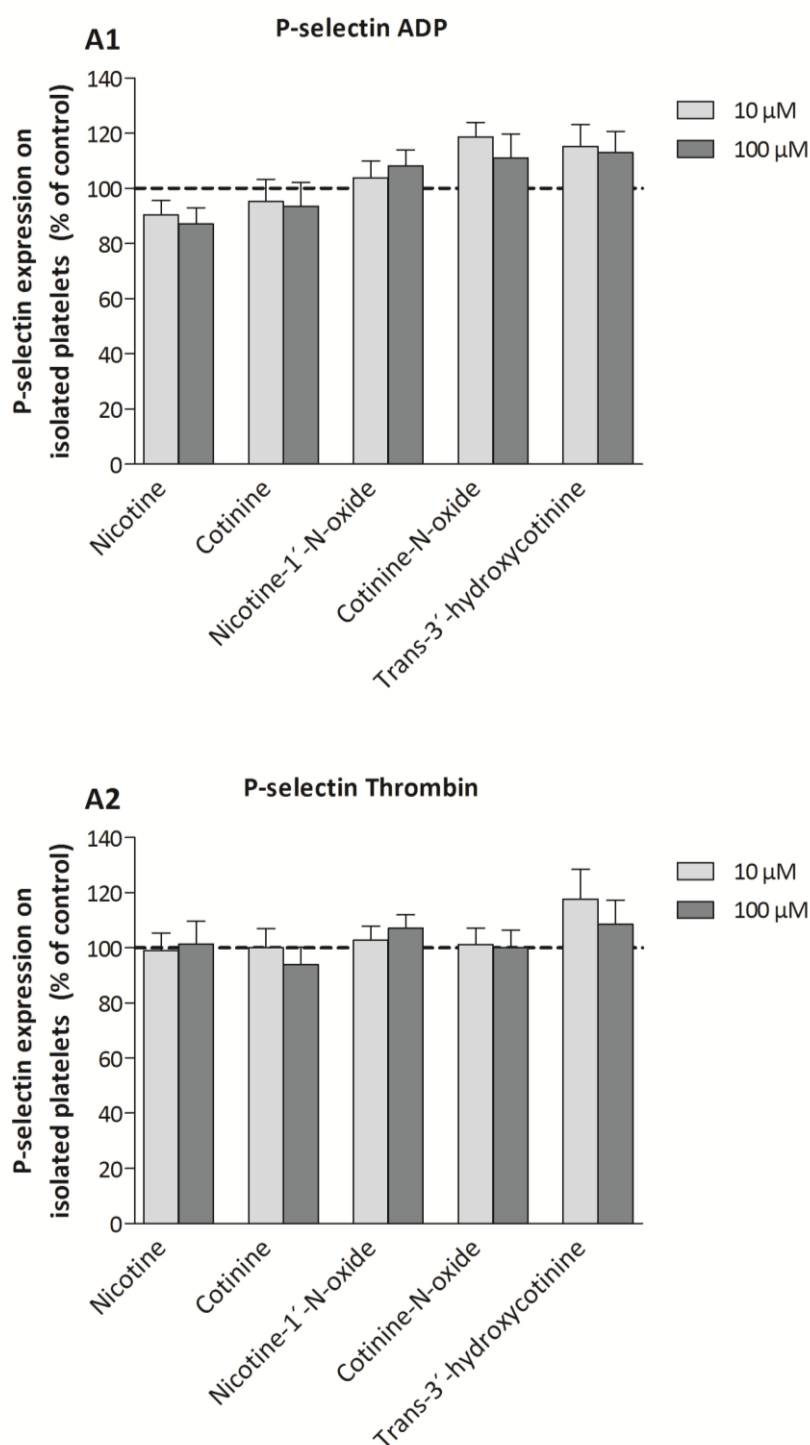 A1
P-selectin ADP
P-selectin expression on
isolated platelets (% of control)
140
120
100
80
60
40
20
0
Nicotine
Cotinine
Nicotine-1´-N-oxide
Cotinine-N-oxide
Trans-3´-hydroxycotinine
10 µM
100 µM
A2
P-selectin Thrombin
P-selectin expression on
isolated platelets (% of control)
140
120
100
80
60
40
20
0
Nicotine
Cotinine
Nicotine-1´-N-oxide
Cotinine-N-oxide
Trans-3´-hydroxycotinine
10 µM
100 µM